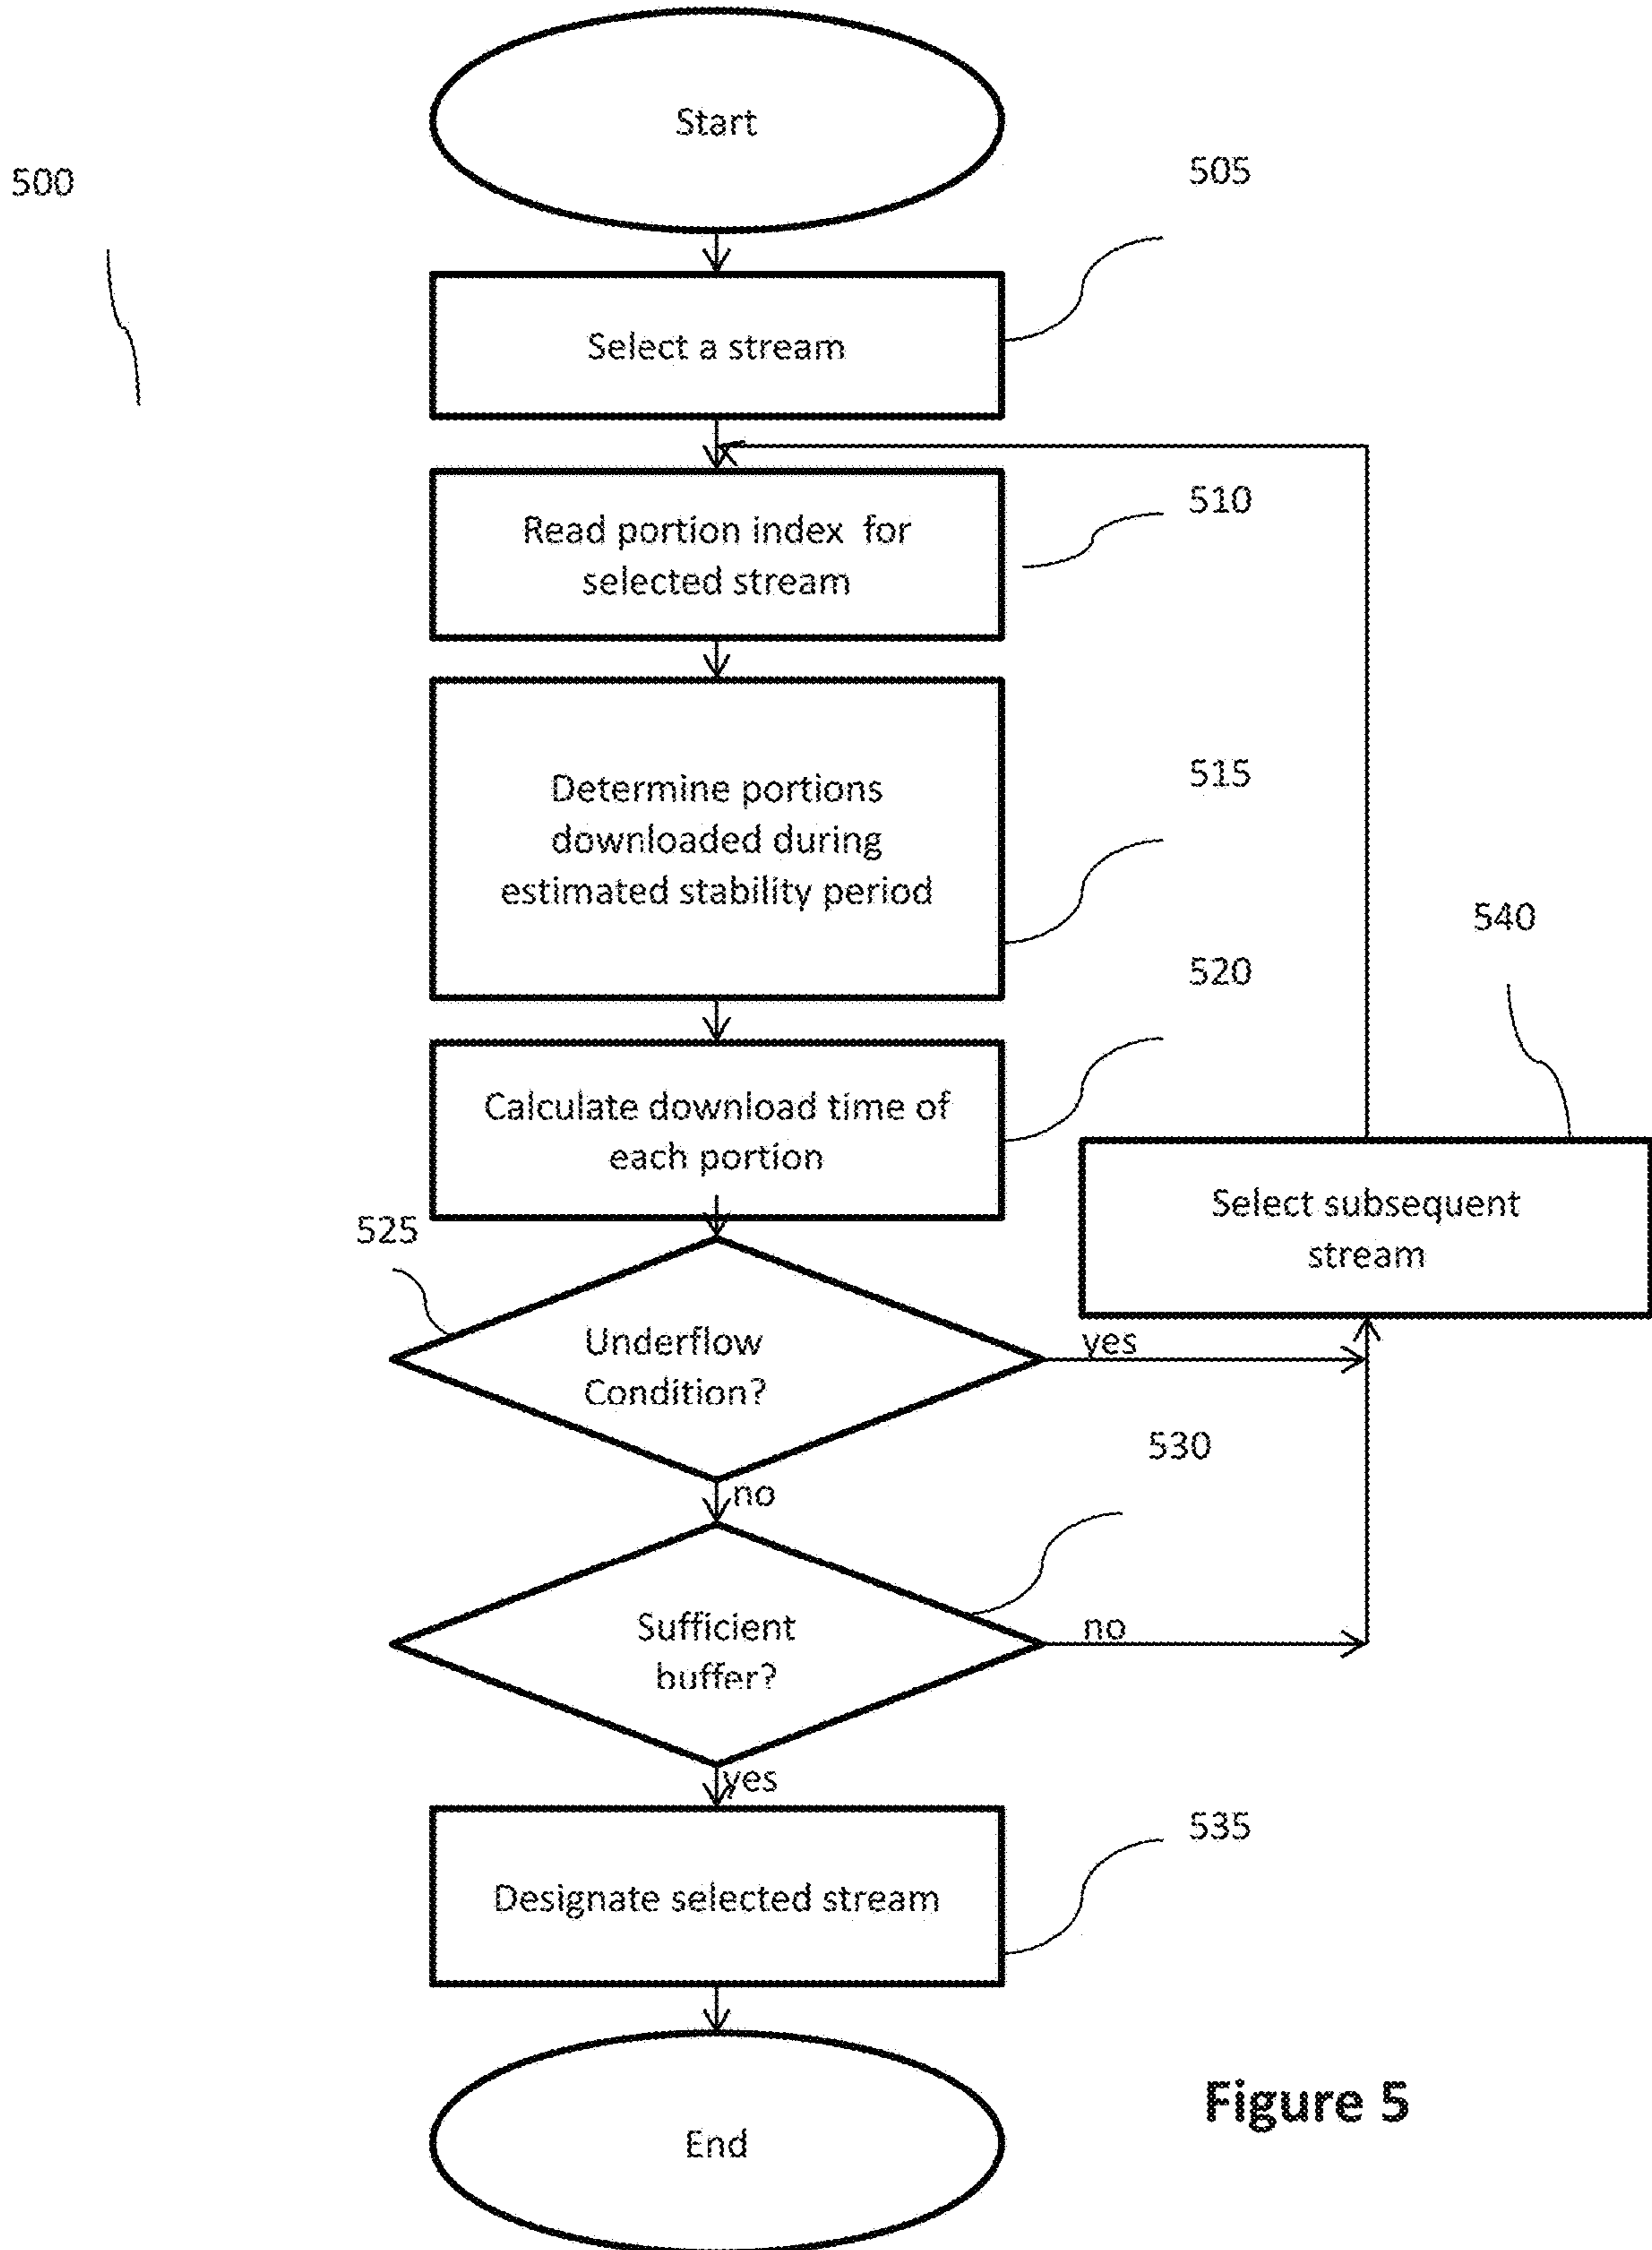 Start
500
505
Select a stream
510
Read portion index for
selected stream
515
Determine portions
downloaded during
estimated stability period
540
520
Calculate download time of
each portion
Select subsequent
stream
525
Underflow
Condition?
yes
530
no
Sufficient
buffer?
no
yes
535
Designate selected stream
Figure 5
End